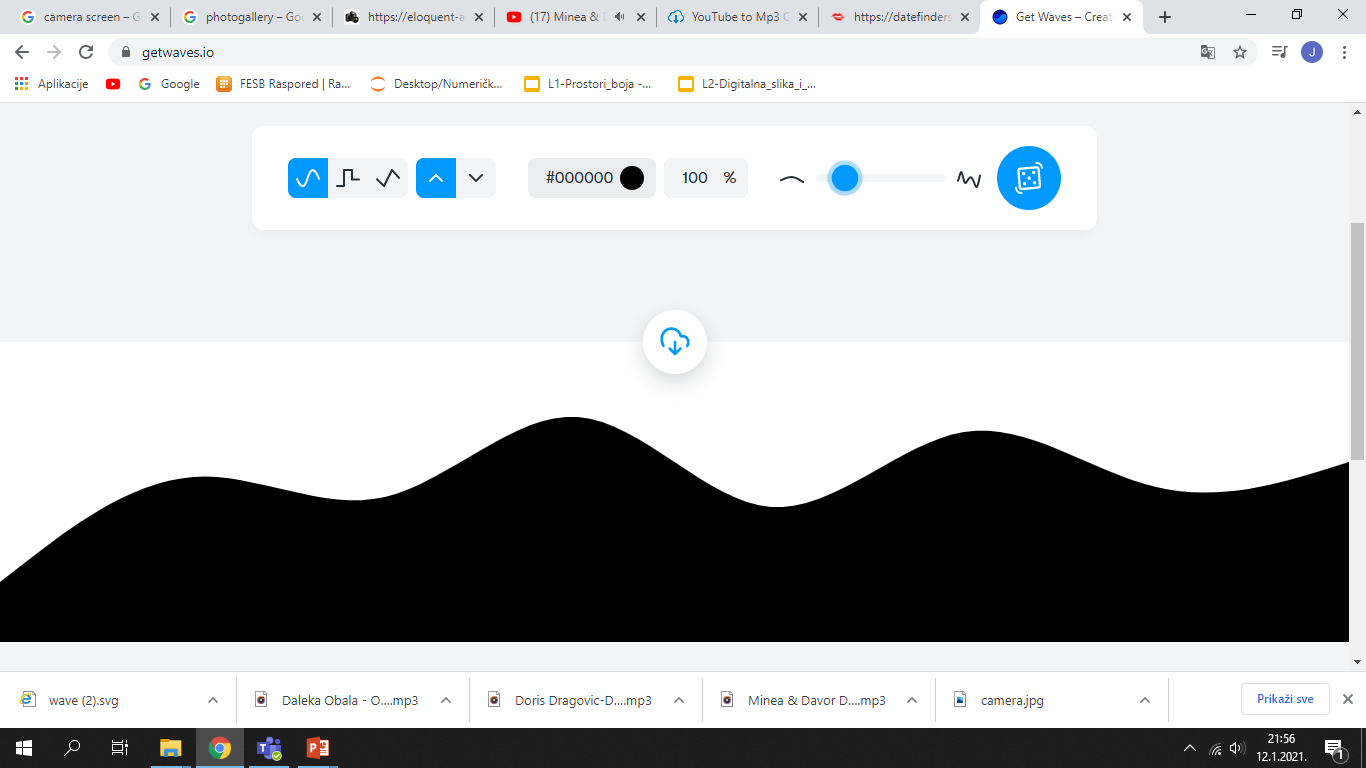 camera screen – G
photogallery – Go
https://eloquent-a
(17) Minea & 
YouTube to Mp3 C
https://datefinders
Get Waves – Creat
getwaves.io
J
Aplikacije
Google
FESB Raspored | Ra...
Desktop/Numeričk...
L1-Prostori_boja -...
L2-Digitalna_slika_i_...
#000000
100 %
wave (2).svg
Daleka Obala - O....mp3
Doris Dragovic-D....mp3
Minea & Davor D....mp3
camera.jpg
Prikaži sve
21:56
12.1.2021.
1